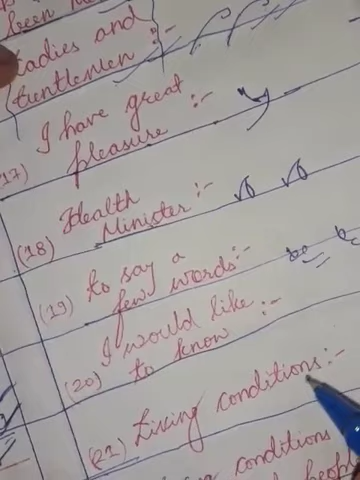 Ladies and
Gentlemen :-
(17) I have great
pleasure :-
(18) Health
Minister :-
(19) to say a
few words :-
(20) I would like
to know :-
(21) Living conditions :-
conditions